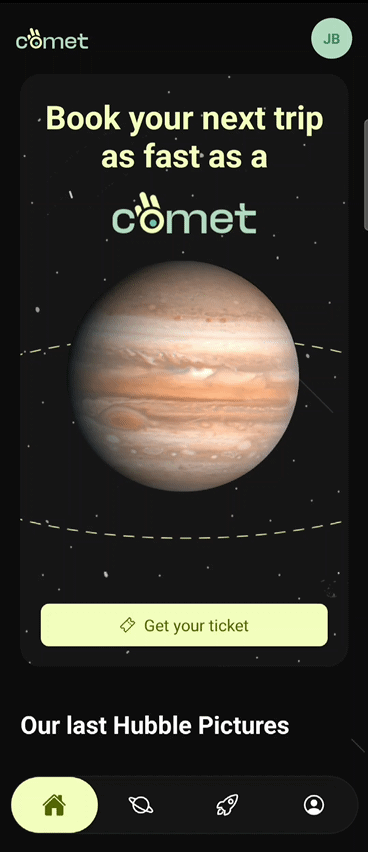 comet
JB
Book your next trip
as fast as a
comet
Get your ticket
Our last Hubble Pictures